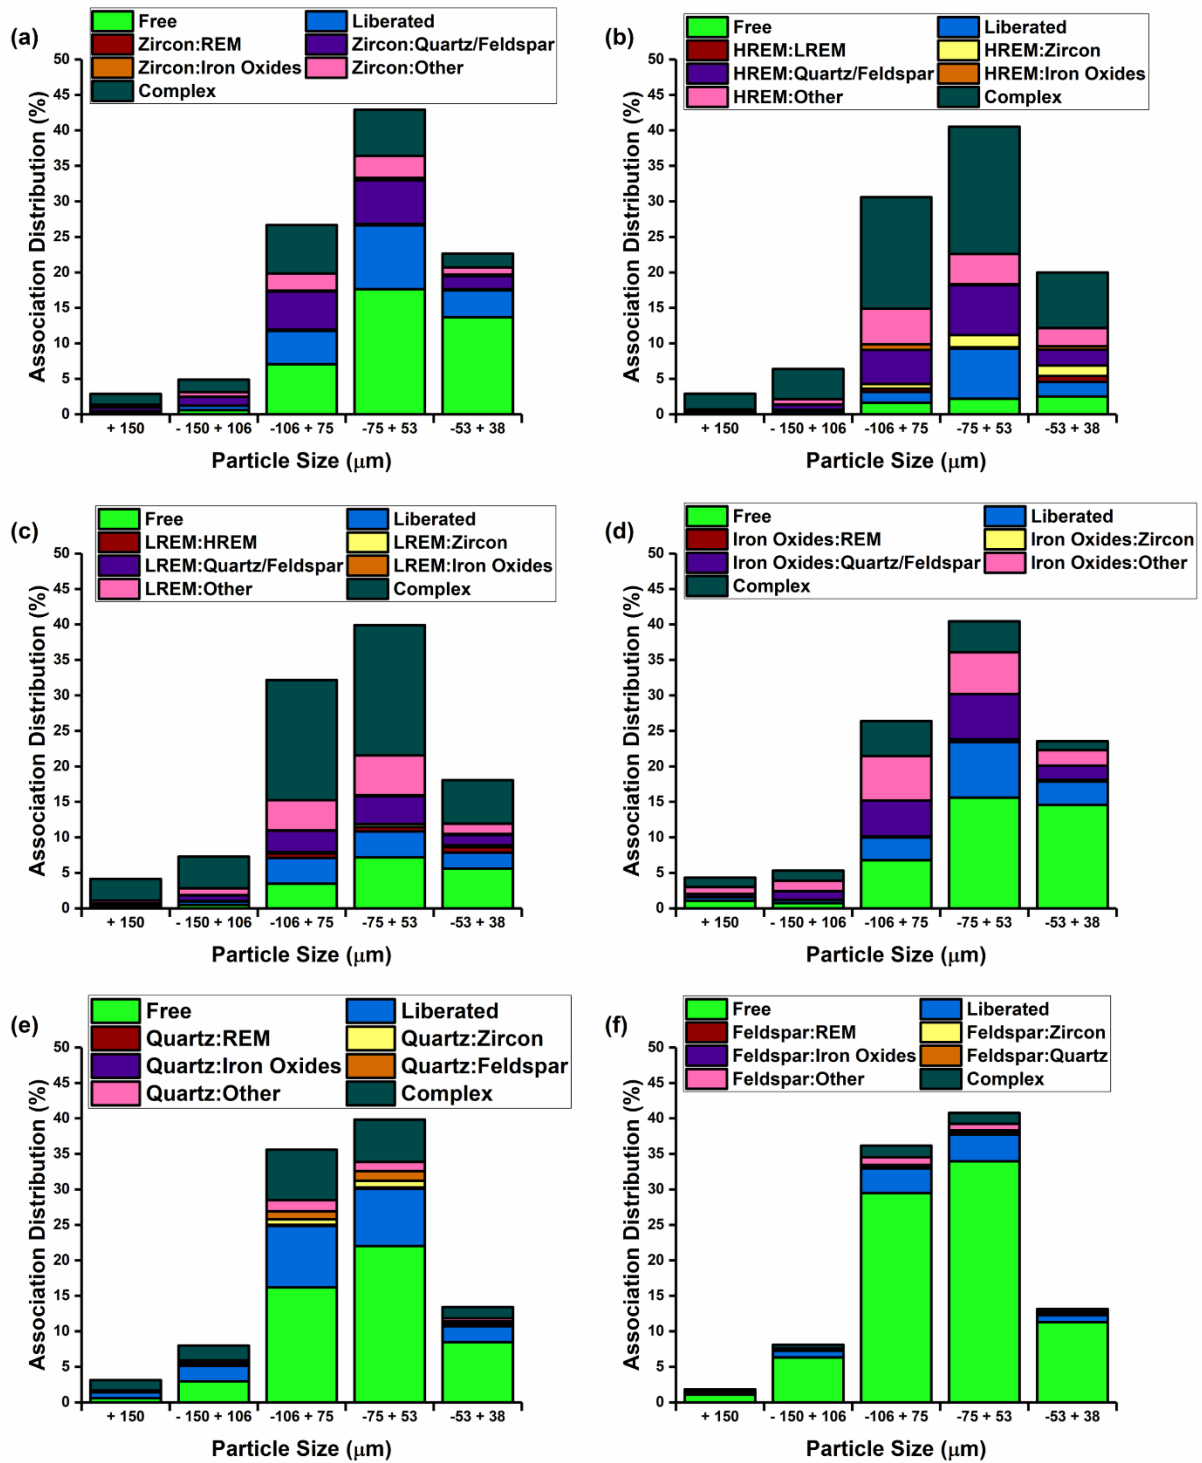 (a)
Free Liberated
Zircon:REM Zircon:Quartz/Feldspar
Zircon:Iron Oxides Zircon:Other
Complex
Association Distribution (%)
50
45
40
35
30
25
20
15
10
5
0
+ 150 - 150 + 106 -106 + 75 -75 + 53 -53 + 38
Particle Size (μm)
(b)
Free Liberated
HREM:LREM HREM:Zircon
HREM:Quartz/Feldspar HREM:Iron Oxides
HREM:Other Complex
Association Distribution (%)
50
45
40
35
30
25
20
15
10
5
0
+ 150 - 150 + 106 -106 + 75 -75 + 53 -53 + 38
Particle Size (μm)
(c)
Free Liberated
LREM:HREM LREM:Zircon
LREM:Quartz/Feldspar LREM:Iron Oxides
LREM:Other Complex
Association Distribution (%)
50
45
40
35
30
25
20
15
10
5
0
+ 150 - 150 + 106 -106 + 75 -75 + 53 -53 + 38
Particle Size (μm)
(d)
Free Liberated
Iron Oxides:REM Iron Oxides:Zircon
Iron Oxides:Quartz/Feldspar Iron Oxides:Other
Complex
Association Distribution (%)
50
45
40
35
30
25
20
15
10
5
0
+ 150 - 150 + 106 -106 + 75 -75 + 53 -53 + 38
Particle Size (μm)
(e)
Free Liberated
Quartz:REM Quartz:Zircon
Quartz:Iron Oxides Quartz:Feldspar
Quartz:Other Complex
Association Distribution (%)
50
45
40
35
30
25
20
15
10
5
0
+ 150 - 150 + 106 -106 + 75 -75 + 53 -53 + 38
Particle Size (μm)
(f)
Free Liberated
Feldspar:REM Feldspar:Zircon
Feldspar:Iron Oxides Feldspar:Quartz
Feldspar:Other Complex
Association Distribution (%)
50
45
40
35
30
25
20
15
10
5
0
+ 150 - 150 + 106 -106 + 75 -75 + 53 -53 + 38
Particle Size (μm)